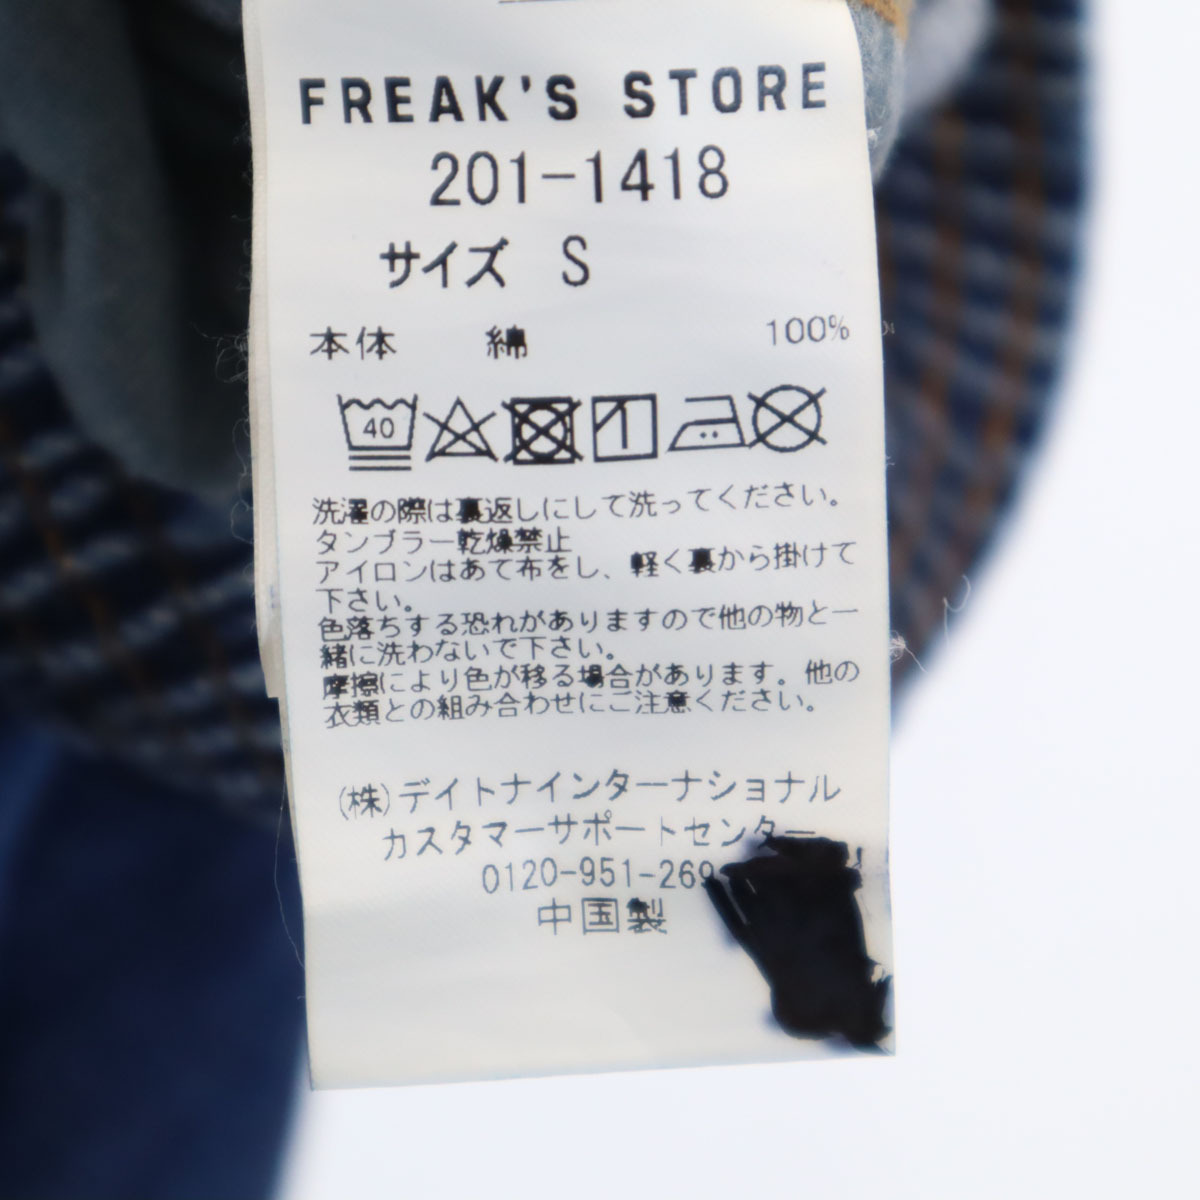 FREAK'S STORE
201-1418
サイズ S
本体 綿 100%
40
洗濯の際は裏返しにして洗ってください。
タンブラー乾燥禁止
アイロンはあて布をし、軽く裏から掛けて
下さい。
色落ちする恐れがありますので他の物と一
緒に洗わないで下さい。
摩擦により色が移る場合があります。他の
衣類との組み合わせにご注意ください。
(株)デイトナインターナショナル
カスタマーサポートセンター
0120-951-269
中国製